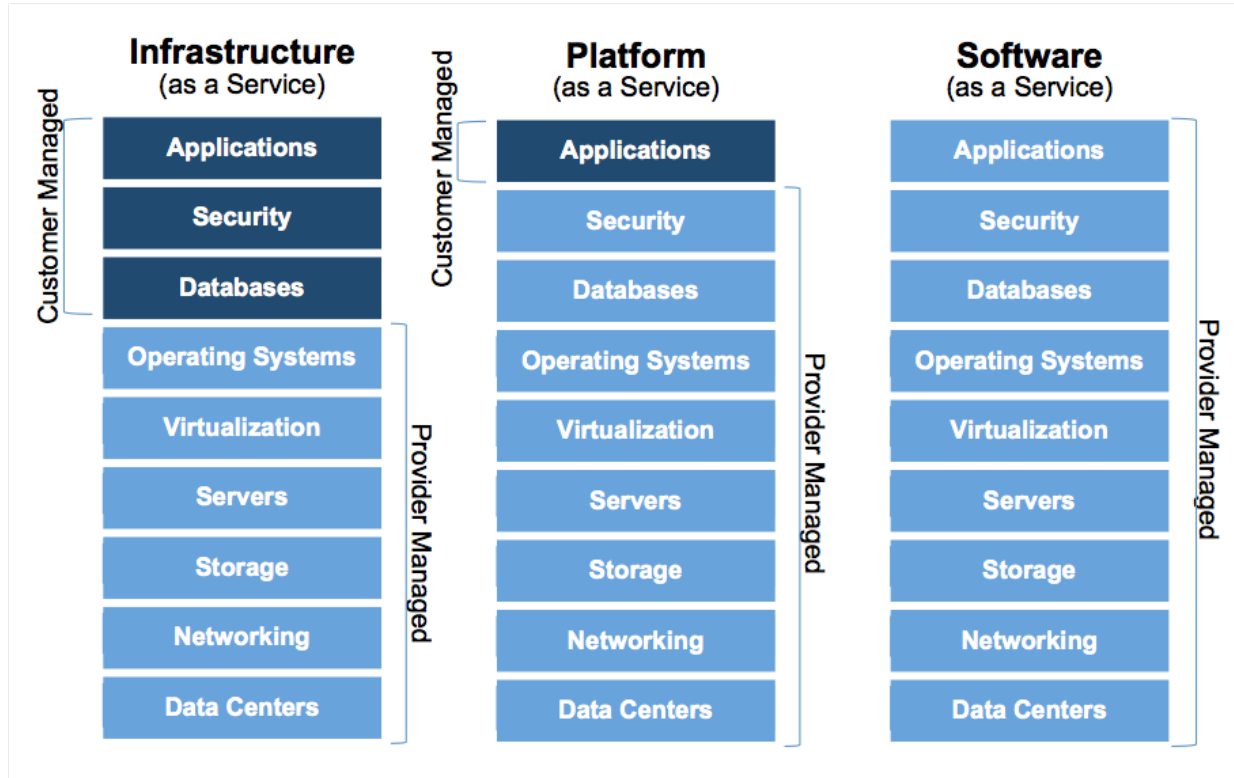 Infrastructure
(as a Service)
Customer Managed
Applications
Security
Databases
Operating Systems
Virtualization
Servers
Storage
Networking
Data Centers
Provider Managed
Platform
(as a Service)
Customer Managed
Applications
Security
Databases
Operating Systems
Virtualization
Servers
Storage
Networking
Data Centers
Provider Managed
Software
(as a Service)
Applications
Security
Databases
Operating Systems
Virtualization
Servers
Storage
Networking
Data Centers
Provider Managed